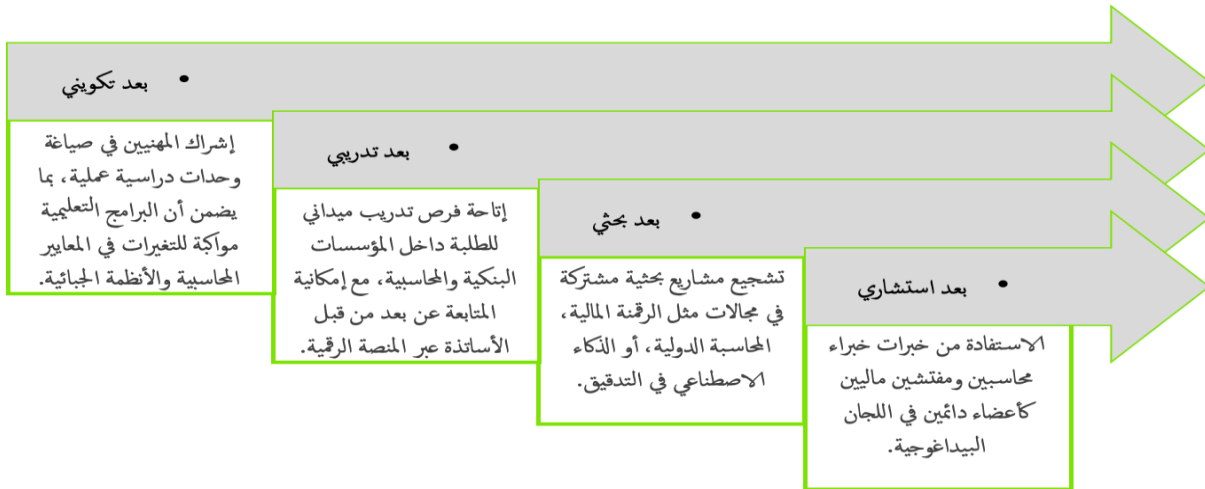 • بعد تكويني
إشراك المهنيين في صياغة
وحدات دراسية عملية، بما
يضمن أن البرامج التعليمية
مواكبة للتغيرات في المعايير
المحاسبية والأنظمة الجبائية.
• بعد تدريبي
إتاحة فرص تدريب ميداني
للطلبة داخل المؤسسات
البنكية والمحاسبية، مع إمكانية
المتابعة عن بعد من قبل
الأساتذة عبر المنصة الرقمية.
• بعد بحثي
تشجيع مشاريع بحثية مشتركة
في مجالات مثل الرقمنة المالية،
المحاسبة الدولية، أو الذكاء
الاصطناعي في التدقيق.
• بعد استشاري
الاستفادة من خبرات خبراء
محاسبين ومفتشين ماليين
كأعضاء دائمين في اللجان
البيداغوجية.